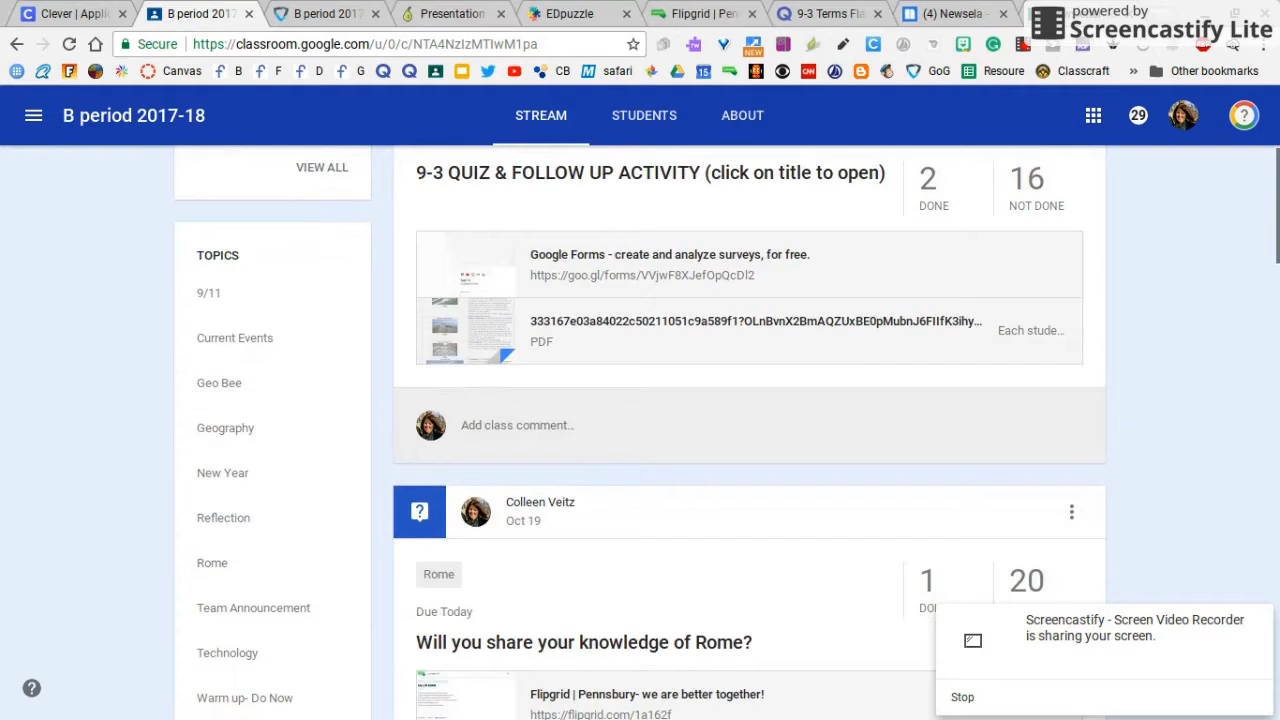 Clever | Applic
B period 2017
B period 201
Presentation
EDpuzzle
Flipgrid | Pen
9-3 Terms Fla
(4) Newsela
powered by
Screencastify Lite
Secure
https://classroom.google.com/u/0/c/NTA4NzIzMTIwM1pa
NEW
Canvas
B
F
D
G
CB
safari
GoG
Resoure
Classcraft
»
Other bookmarks
B period 2017-18
STREAM
STUDENTS
ABOUT
29
VIEW ALL
9-3 QUIZ & FOLLOW UP ACTIVITY (click on title to open)
2
DONE
16
NOT DONE
TOPICS
9/11
Current Events
Geo Bee
Geography
New Year
Reflection
Rome
Team Announcement
Technology
Warm up- Do Now
Google Forms - create and analyze surveys, for free.
https://goo.gl/forms/VVjwF8XJefOpQcDl2
333167e03a84022c50211051c9a589f1?OLnBvnX2BmAQZUxBE0pMubnJ6FIIfK3ihy...
PDF
Each stude...
Add class comment...
Colleen Veitz
Oct 19
Rome
Due Today
Will you share your knowledge of Rome?
1
20
Flipgrid | Pennsbury- we are better together!
https://flipgrid.com/1a162f
Screencastify - Screen Video Recorder
is sharing your screen.
Stop